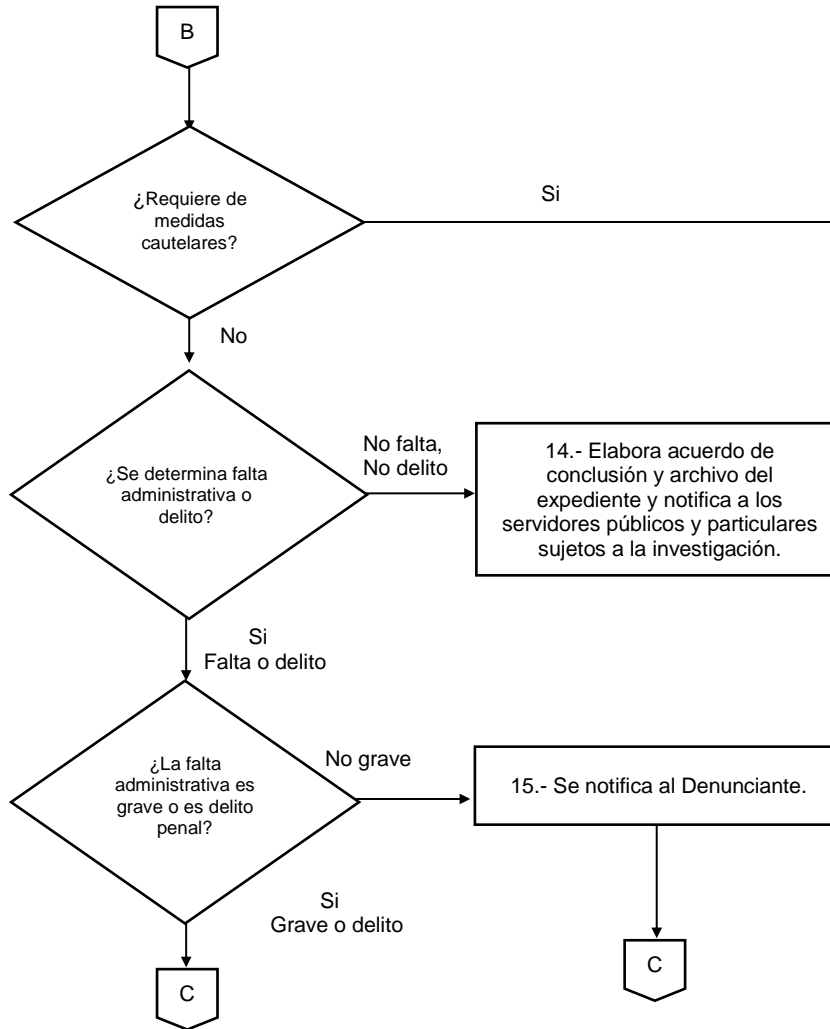 B
¿Requiere de
medidas
cautelares?
Si
No
¿Se determina falta
administrativa o
delito?
No falta,
No delito
14.- Elabora acuerdo de
conclusión y archivo del
expediente y notifica a los
servidores públicos y particulares
sujetos a la investigación.
Si
Falta o delito
¿La falta
administrativa es
grave o es delito
penal?
No grave
15.- Se notifica al Denunciante.
Si
Grave o delito
C
C